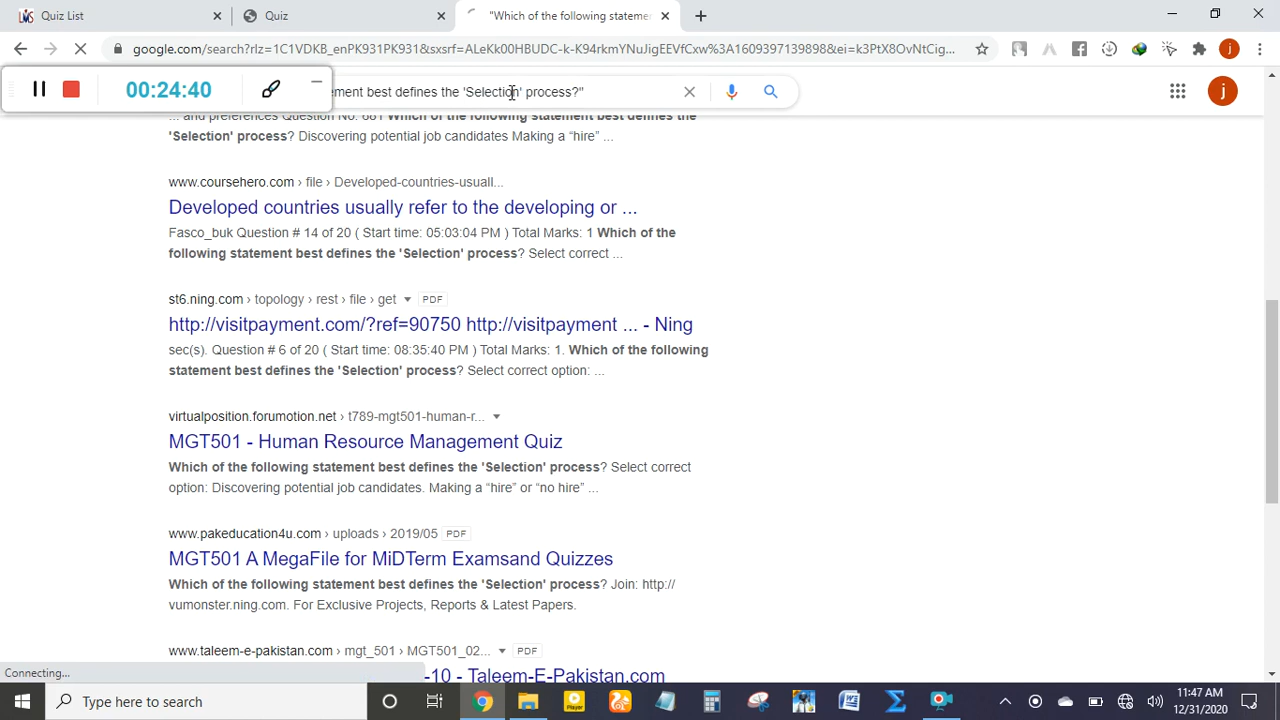 Quiz List
Quiz
"Which of the following stateme
google.com/search?rlz=1C1VDKB_enPK931PK931&sxsrf=ALeKk00HBUDC-k-K94rkmYNuJigEEVfCxw%3A1609397139898&ei=k3PtX8OvNtCig...
00:24:40
ement best defines the 'Selection' process?"
j
... and preferences Question No: 681 Which of the following statement best defines the
'Selection' process? Discovering potential job candidates Making a “hire” ...
www.coursehero.com › file › Developed-countries-usuall...
Developed countries usually refer to the developing or ...
Fasco_buk Question # 14 of 20 ( Start time: 05:03:04 PM ) Total Marks: 1 Which of the
following statement best defines the 'Selection' process? Select correct ...
st6.ning.com › topology › rest › file › get PDF
http://visitpayment.com/?ref=90750 http://visitpayment ... - Ning
sec(s). Question # 6 of 20 ( Start time: 08:35:40 PM ) Total Marks: 1. Which of the following
statement best defines the 'Selection' process? Select correct option: ...
virtualposition.forumotion.net › t789-mgt501-human-r...
MGT501 - Human Resource Management Quiz
Which of the following statement best defines the 'Selection' process? Select correct
option: Discovering potential job candidates. Making a “hire” or “no hire” ...
www.pakeducation4u.com › uploads › 2019/05 PDF
MGT501 A MegaFile for MiDTerm Examsand Quizzes
Which of the following statement best defines the 'Selection' process? Join: http://
vumonster.ning.com. For Exclusive Projects, Reports & Latest Papers.
www.taleem-e-pakistan.com › mgt_501 › MGT501_02... PDF
-10 - Taleem-E-Pakistan.com
Connecting...
Type here to search
11:47 AM
12/31/2020